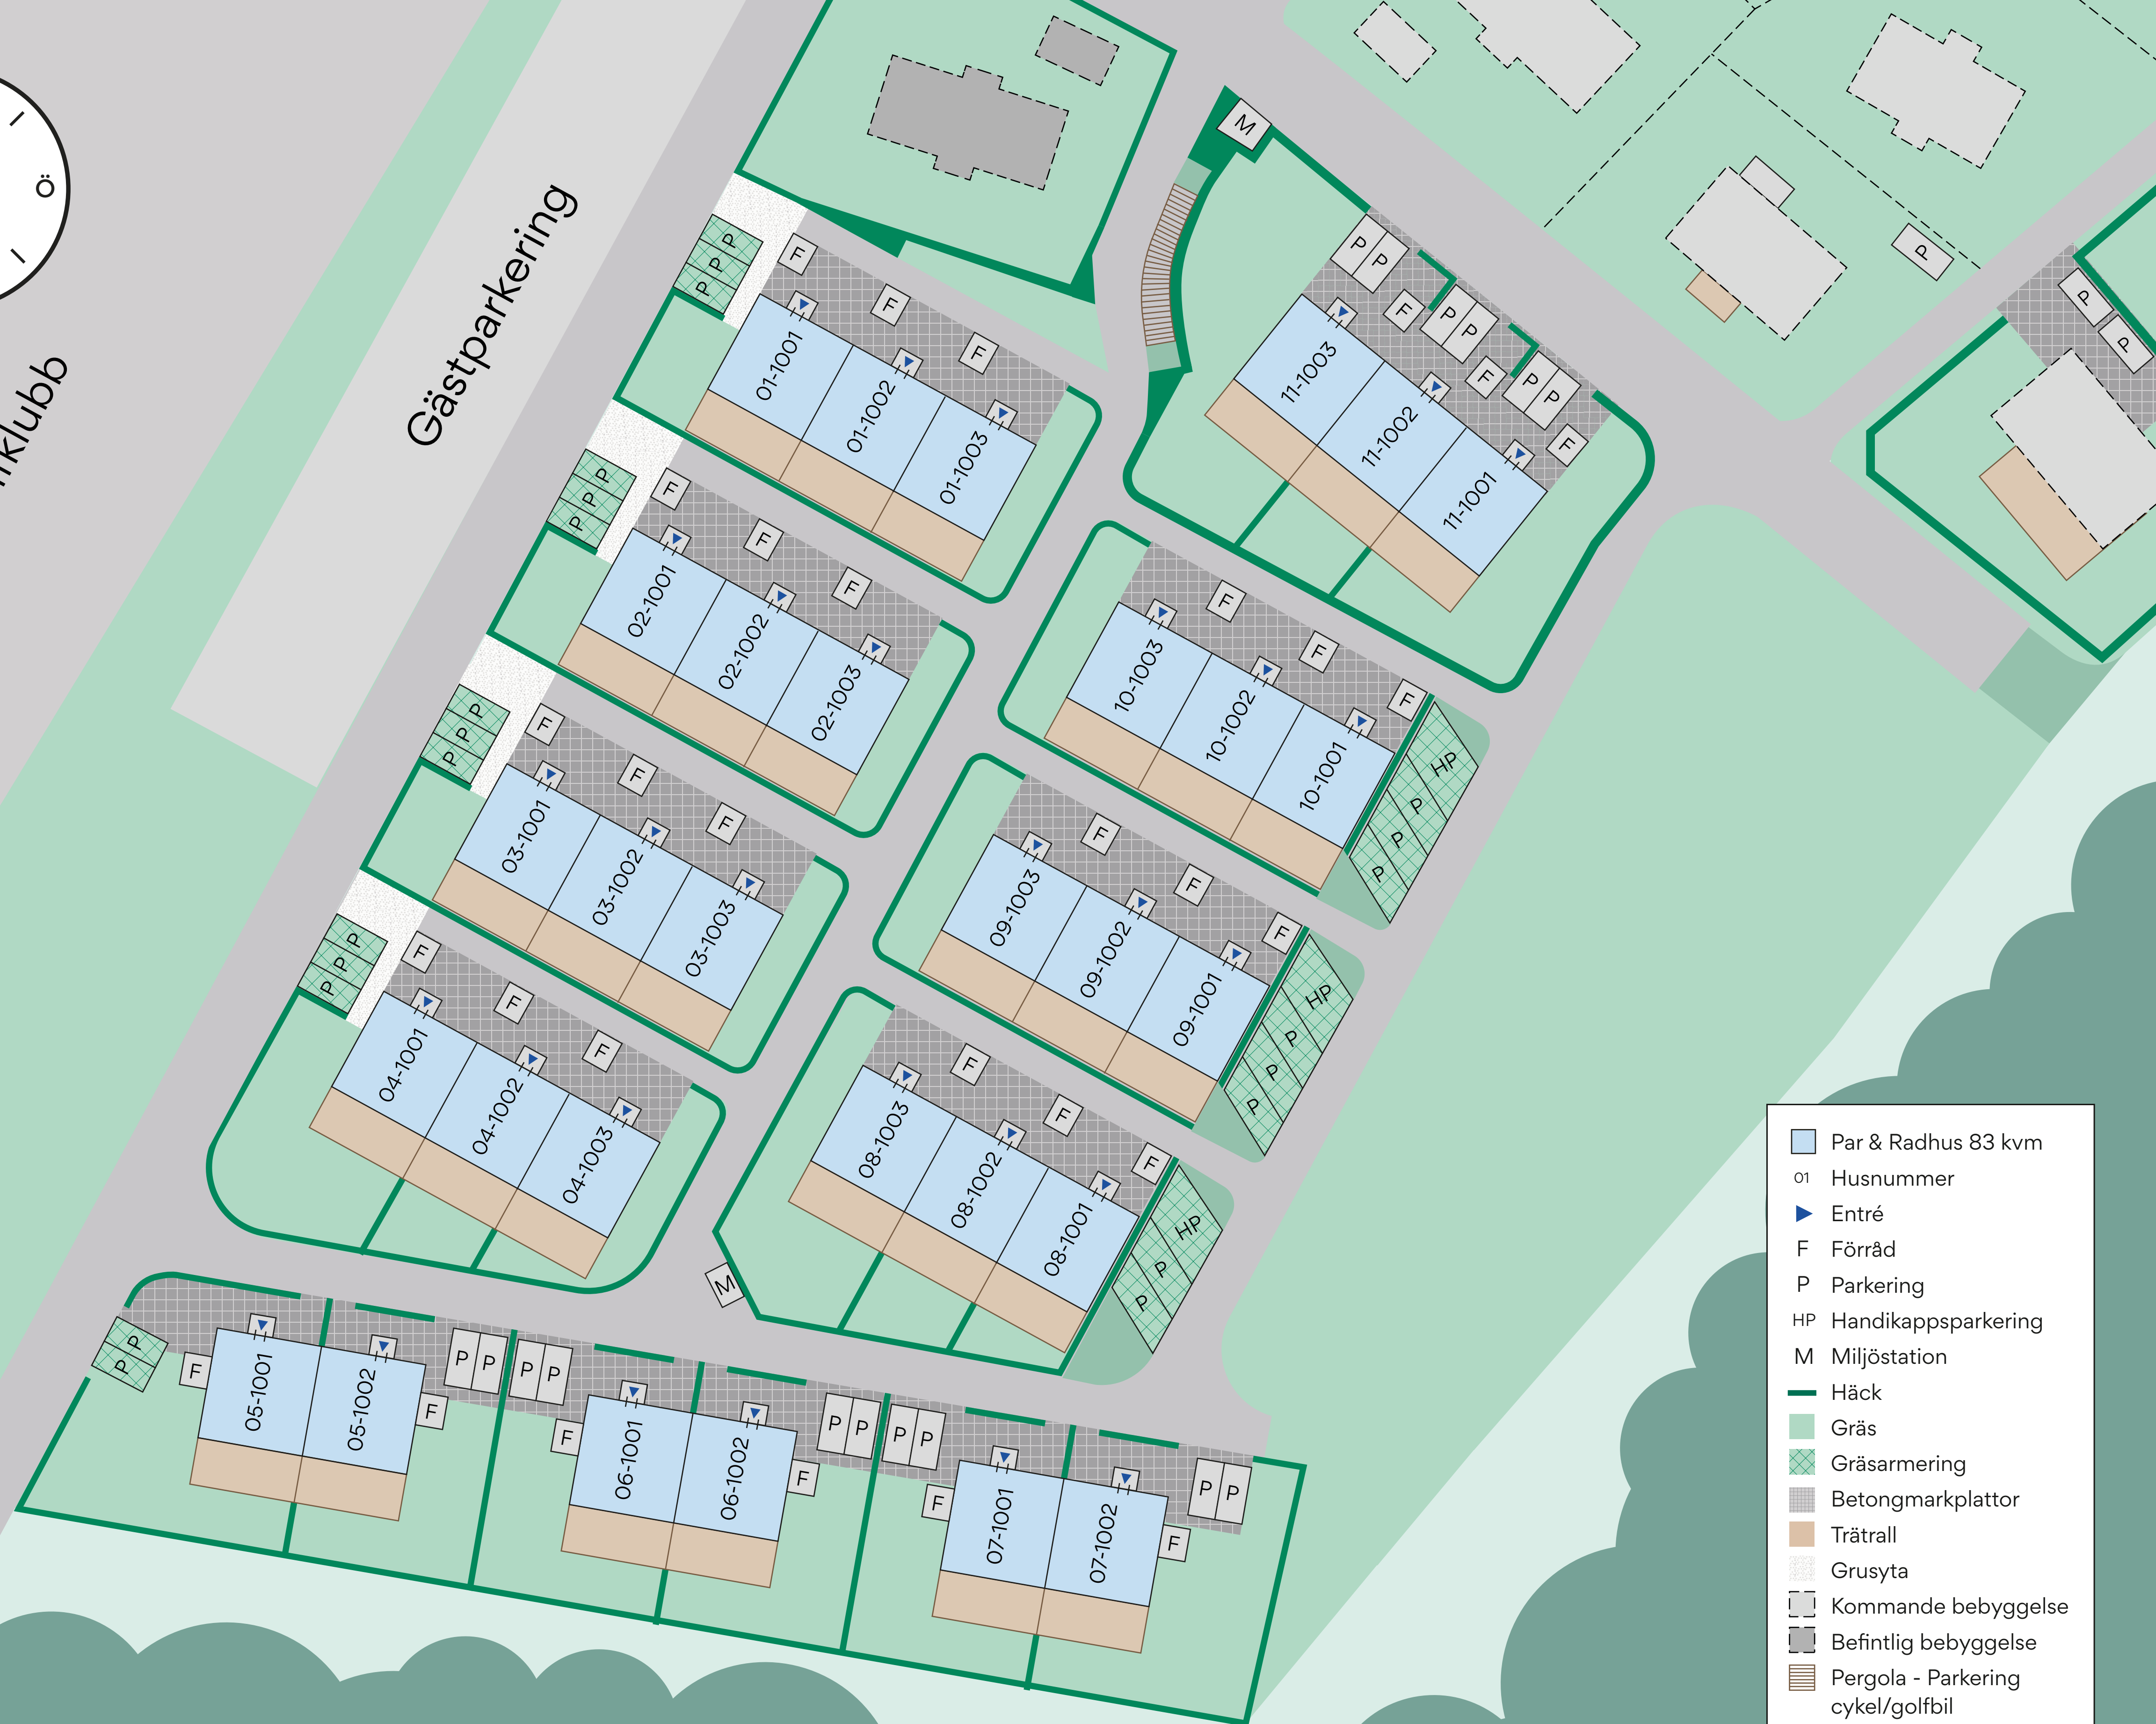 Ö
Gästparkering
mklubb
M
P
P
P
F
F
F
01-1001
01-1002
01-1003
P
P
P
F
F
F
02-1001
02-1002
02-1003
P
P
P
F
F
F
03-1001
03-1002
03-1003
P
P
P
F
F
F
04-1001
04-1002
04-1003
P
P
F
P
P
F
P
P
F
11-1003
11-1002
11-1001
P
P
P
F
F
F
10-1003
10-1002
10-1001
HP
P
P
P
F
F
F
09-1003
09-1002
09-1001
HP
P
P
P
F
F
F
08-1003
08-1002
08-1001
HP
P
P
M
P
P
F
05-1001
05-1002
F
P P
P P
F
06-1001
06-1002
F
P P
P P
F
07-1001
07-1002
F
P P
Par & Radhus 83 kvm
01 Husnummer
Entré
F Förråd
P Parkering
HP Handikappsparkering
M Miljöstation
Häck
Gräs
Gräsarmering
Betongmarkplattor
Trätrall
Grusyta
Kommande bebyggelse
Befintlig bebyggelse
Pergola - Parkering
cykel/golfbil